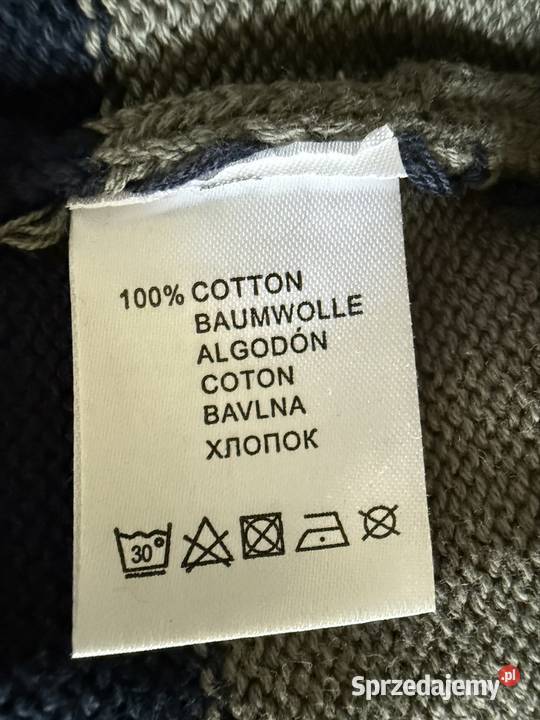 100% COTTON
BAUMWOLLE
ALGODÓN
COTON
BAVLNA
ХЛОПОК
30°
Sprzedajemy.pl